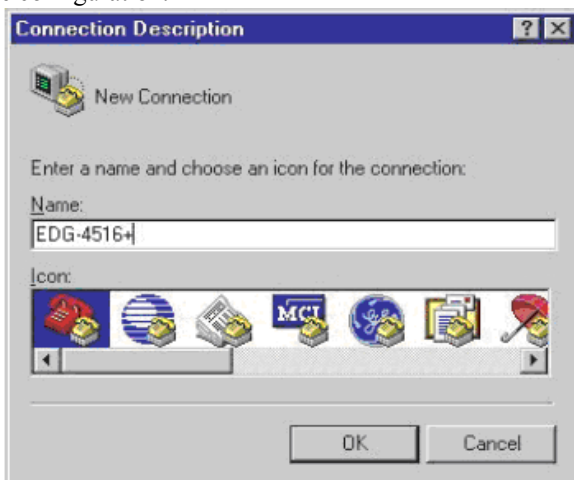 Connection Description
New Connection
Enter a name and choose an icon for the connection:
Name:
EDG-4516+
Icon:
MCI
OK
Cancel